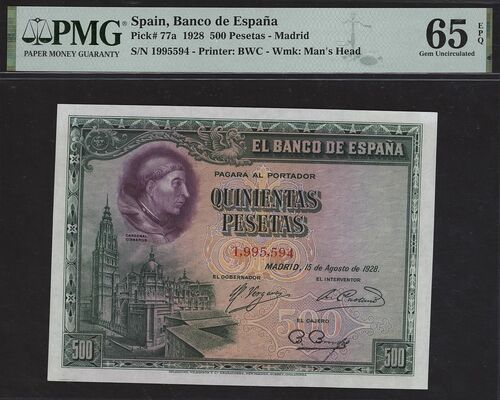 PMG
PAPER MONEY GUARANTY
Spain, Banco de España
Pick# 77a 1928 500 Pesetas - Madrid
S/N 1995594 - Printer: BWC - Wmk: Man's Head
65
EPQ
Gem Uncirculated
EL BANCO DE ESPAÑA
PAGARA AL PORTADOR
QUINIENTAS
PESETAS
1,995,594
CARDENAL
CISNEROS
MADRID, 15 de Agosto de 1928.
EL GOBERNADOR
EL INTERVENTOR
EL CAJERO
500
500
500